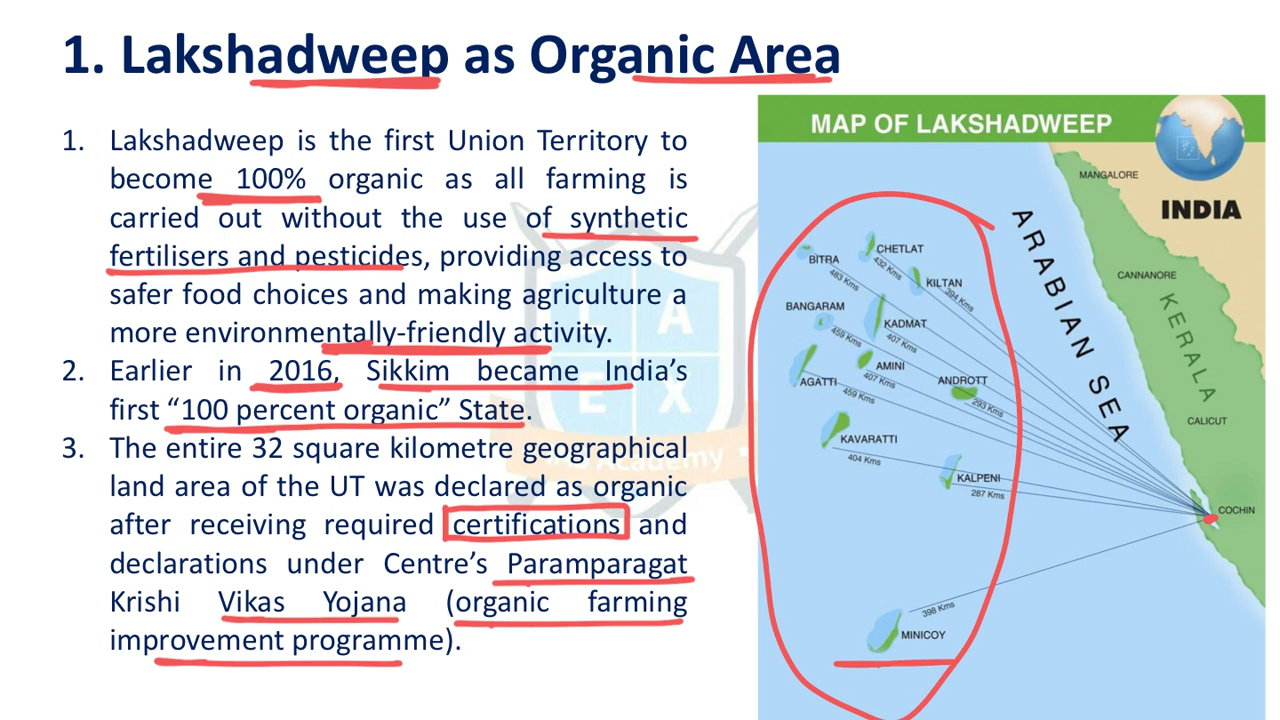 1. Lakshadweep as Organic Area
1. Lakshadweep is the first Union Territory to
become 100% organic as all farming is
carried out without the use of synthetic
fertilisers and pesticides, providing access to
safer food choices and making agriculture a
more environmentally-friendly activity.
2. Earlier in 2016, Sikkim became India's
first “100 percent organic” State.
3. The entire 32 square kilometre geographical
land area of the UT was declared as organic
after receiving required certifications and
declarations under Centre's Paramparagat
Krishi Vikas Yojana (organic farming
improvement programme).
MAP OF LAKSHADWEEP
INDIA
MANGALORE
CANNANORE
KERALA
CALICUT
COCHIN
ARABIAN SEA
CHETLAT
432 Kms
BITRA
483 Kms
KILTAN
394 Kms
BANGARAM
459 Kms
KADMAT
407 Kms
AMINI
407 Kms
AGATTI
459 Kms
ANDROTT
293 Kms
KAVARATTI
404 Kms
KALPENI
287 Kms
398 Kms
MINICOY
L A
E X
Academy